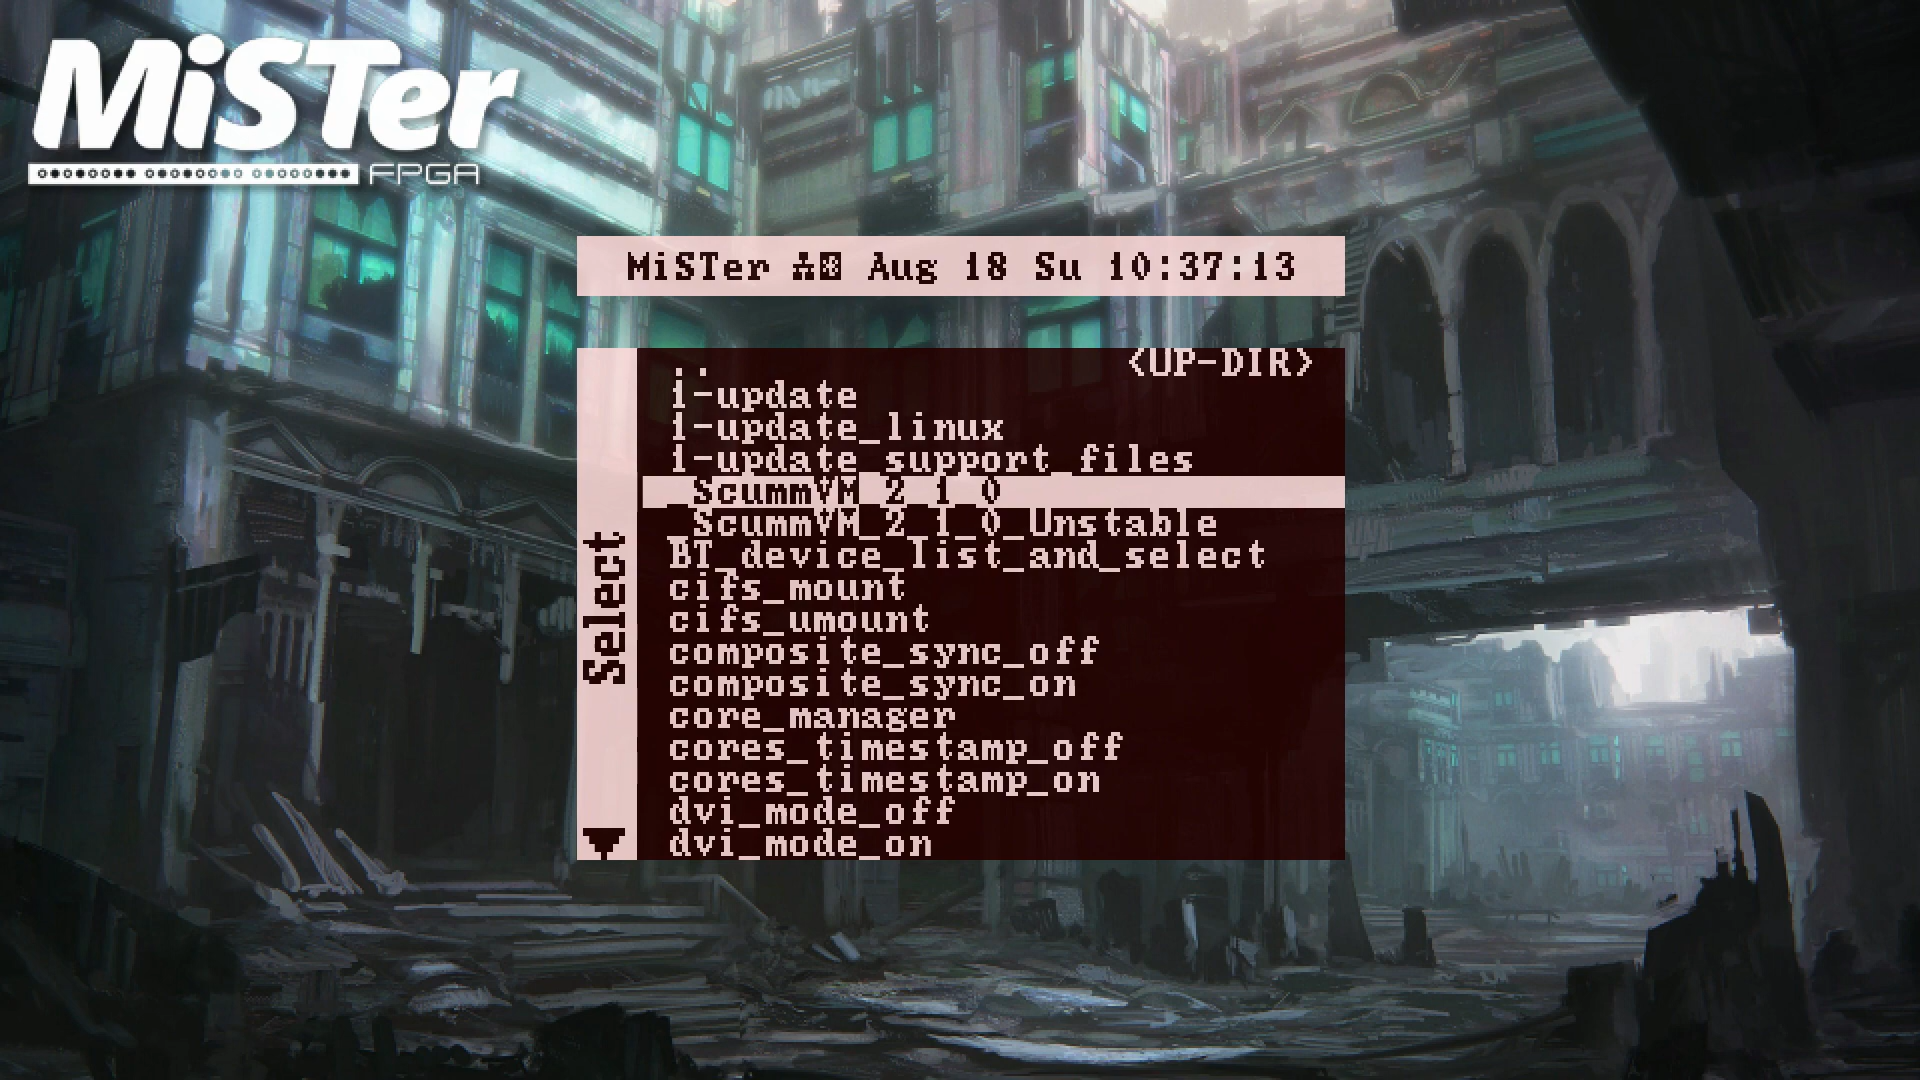 MiSTer
FPGA
MiSTer Aug 18 Su 10:37:13
Select
.. <UP-DIR>
1-update
1-update_linux
1-update_support_files
_ScummVM_2_1_0
_ScummVM_2_1_0_Unstable
BT_device_list_and_select
cifs_mount
cifs_umount
composite_sync_off
composite_sync_on
core_manager
cores_timestamp_off
cores_timestamp_on
dvi_mode_off
dvi_mode_on